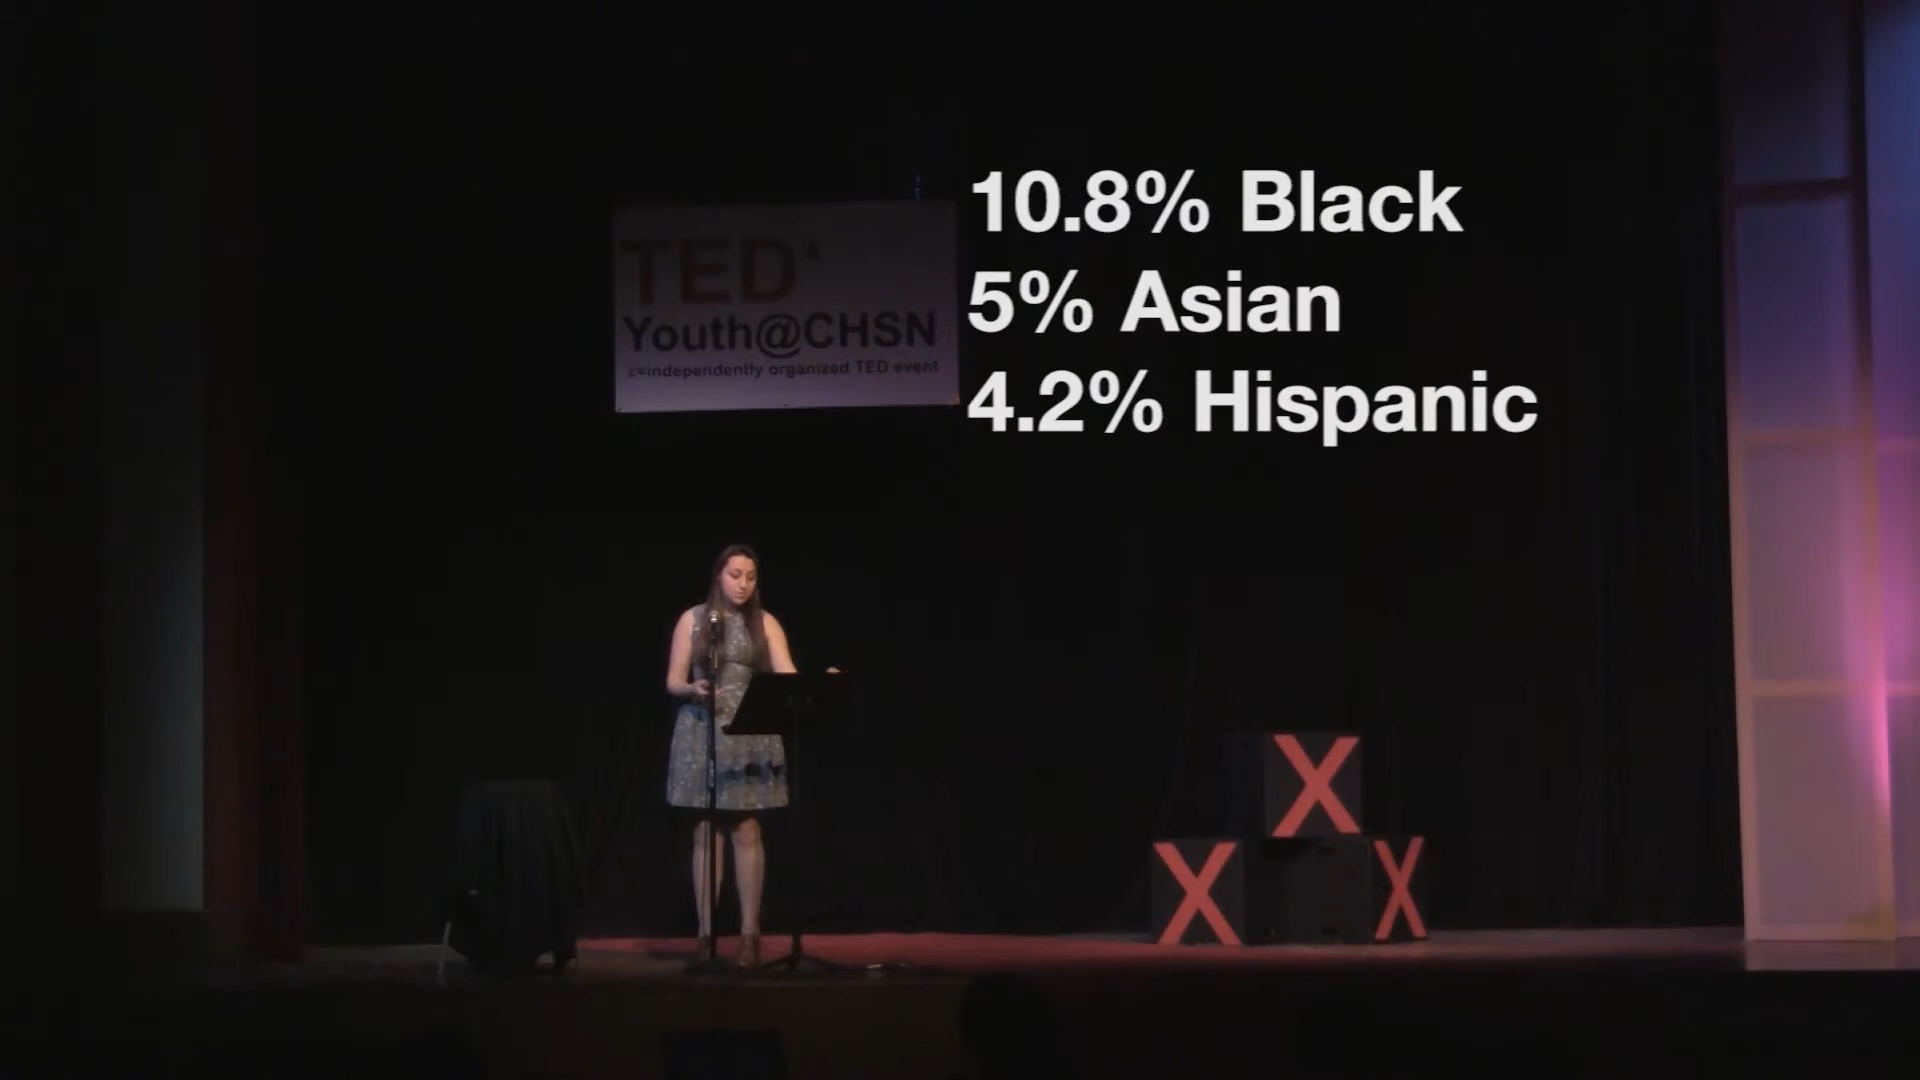 10.8% Black
5% Asian
4.2% Hispanic
TEDx
Youth@CHSN
x=independently organized TED event
X
X
X